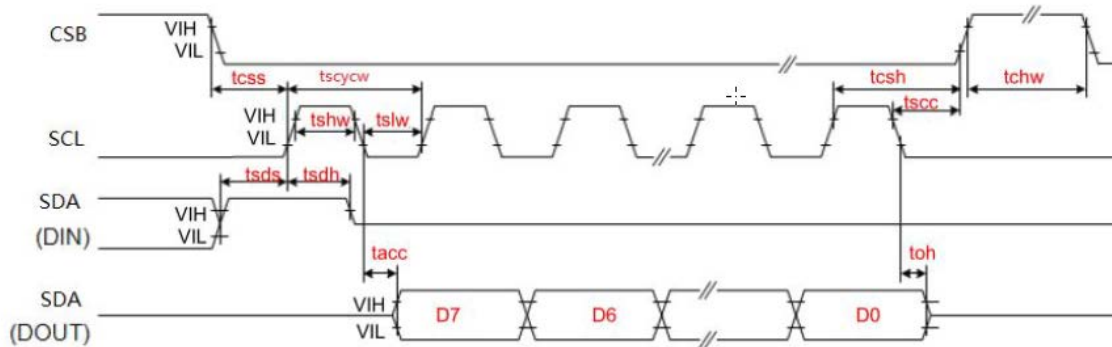 CSB
VIH
VIL
tcss
tscycw
tcsh
tchw
tscc
SCL
VIH
VIL
tshw
tslw
tsds
tsdh
SDA
(DIN)
VIH
VIL
tacc
toh
SDA
(DOUT)
VIH
VIL
D7
D6
D0